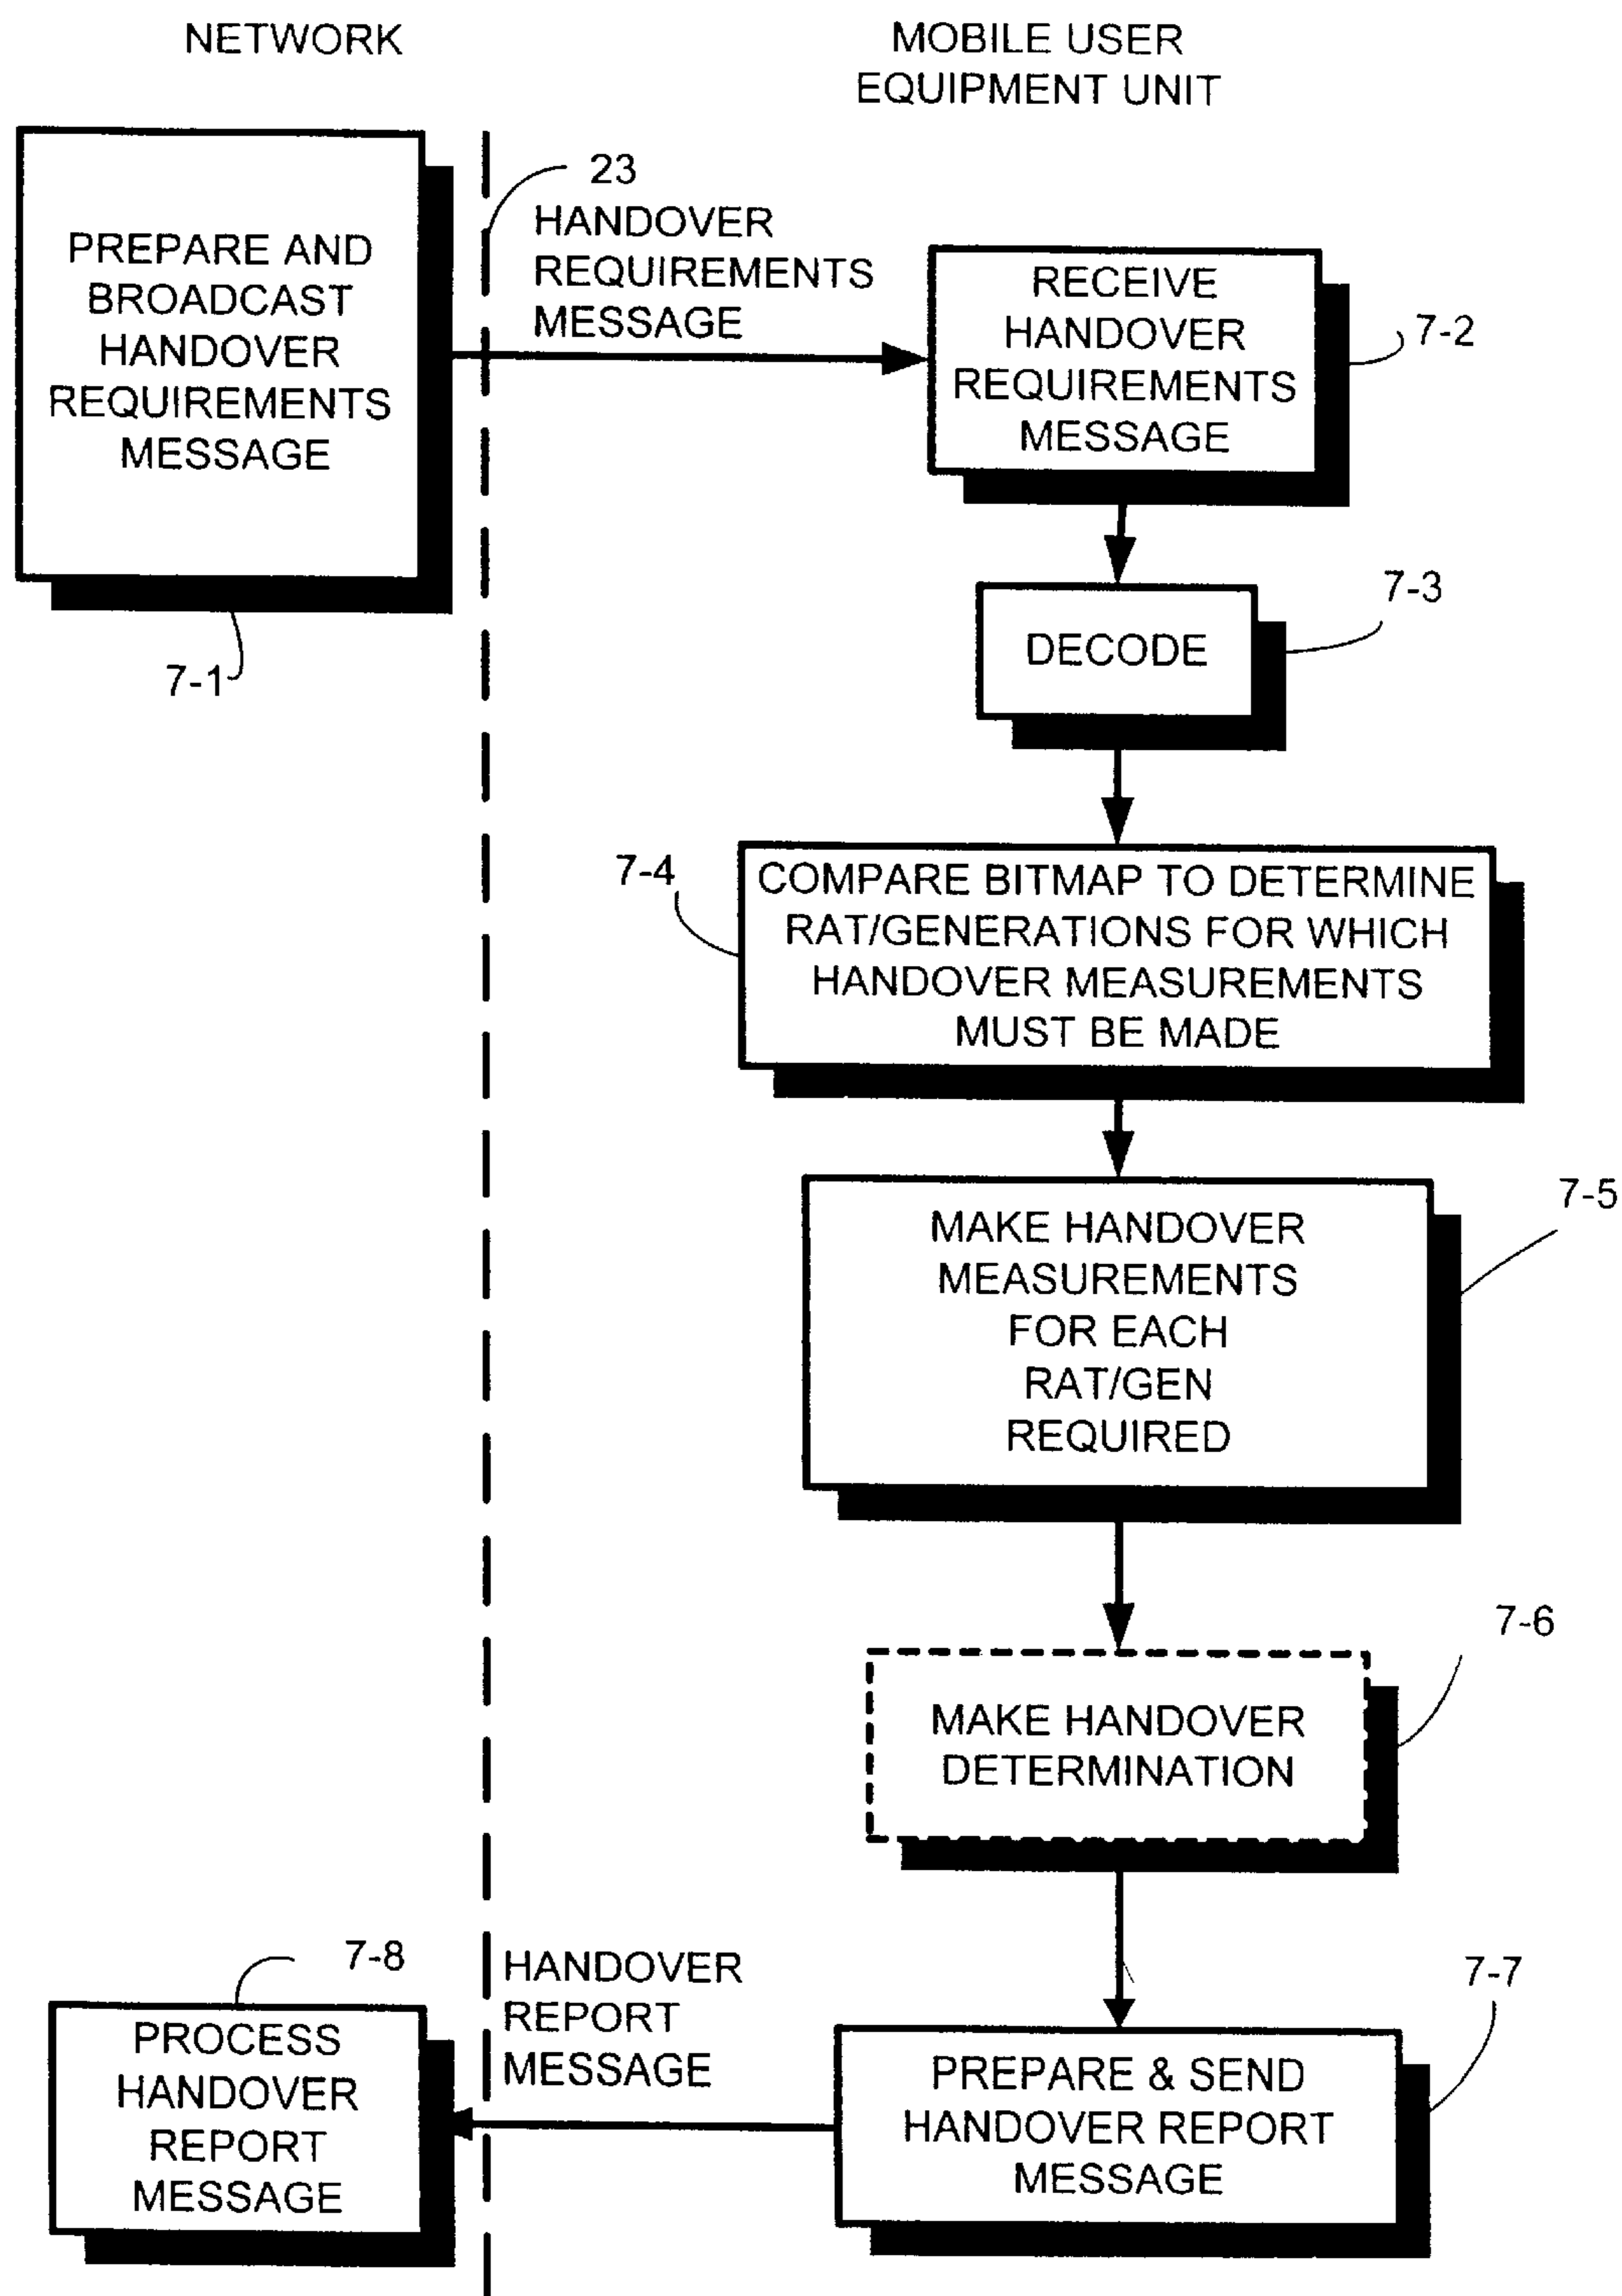 NETWORK
MOBILE USER
EQUIPMENT UNIT
PREPARE AND
BROADCAST
HANDOVER
REQUIREMENTS
MESSAGE
7-1
23
HANDOVER
REQUIREMENTS
MESSAGE
RECEIVE
HANDOVER
REQUIREMENTS
MESSAGE
7-2
DECODE
7-3
7-4
COMPARE BITMAP TO DETERMINE
RAT/GENERATIONS FOR WHICH
HANDOVER MEASUREMENTS
MUST BE MADE
MAKE HANDOVER
MEASUREMENTS
FOR EACH
RAT/GEN
REQUIRED
7-5
MAKE HANDOVER
DETERMINATION
7-6
PREPARE & SEND
HANDOVER REPORT
MESSAGE
7-7
HANDOVER
REPORT
MESSAGE
7-8
PROCESS
HANDOVER
REPORT
MESSAGE